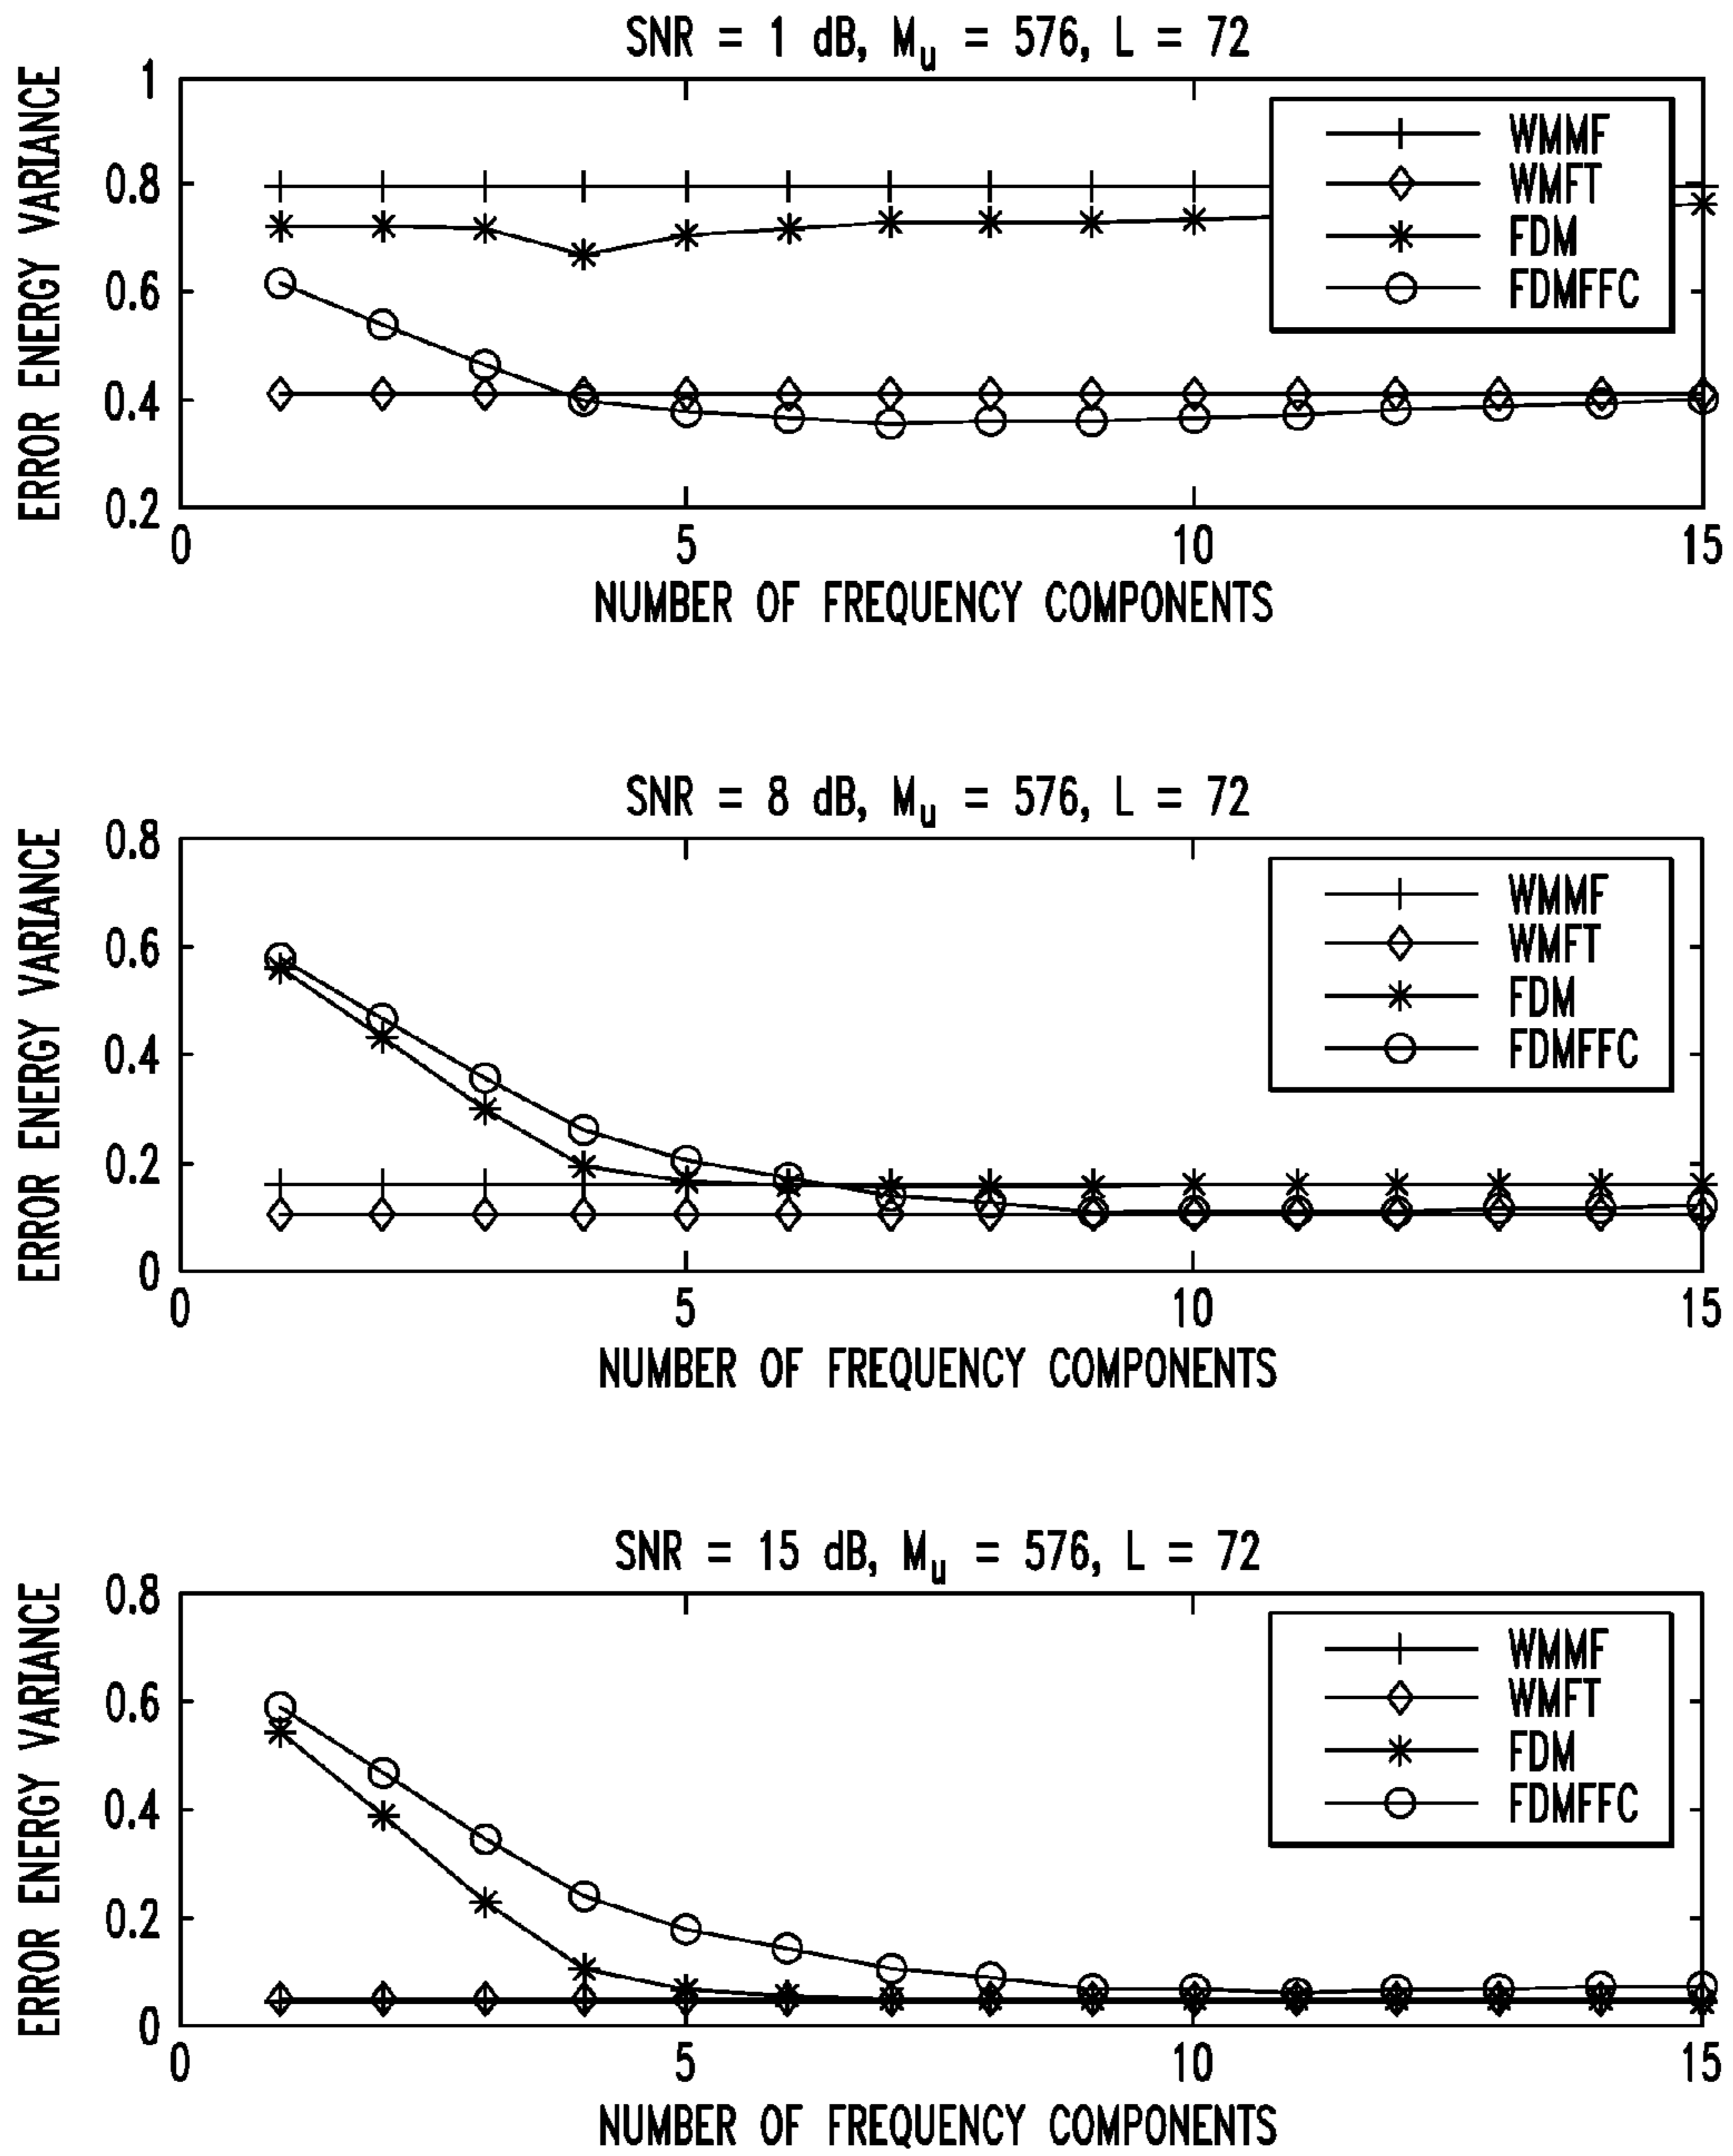 SNR = 1 dB, Mu = 576, L = 72
ERROR ENERGY VARIANCE
1
0.8
0.6
0.4
0.2
WMMF
WMFT
FDM
FDMFFC
0 5 10 15
NUMBER OF FREQUENCY COMPONENTS
SNR = 8 dB, Mu = 576, L = 72
ERROR ENERGY VARIANCE
0.8
0.6
0.4
0.2
0
WMMF
WMFT
FDM
FDMFFC
0 5 10 15
NUMBER OF FREQUENCY COMPONENTS
SNR = 15 dB, Mu = 576, L = 72
ERROR ENERGY VARIANCE
0.8
0.6
0.4
0.2
0
WMMF
WMFT
FDM
FDMFFC
0 5 10 15
NUMBER OF FREQUENCY COMPONENTS